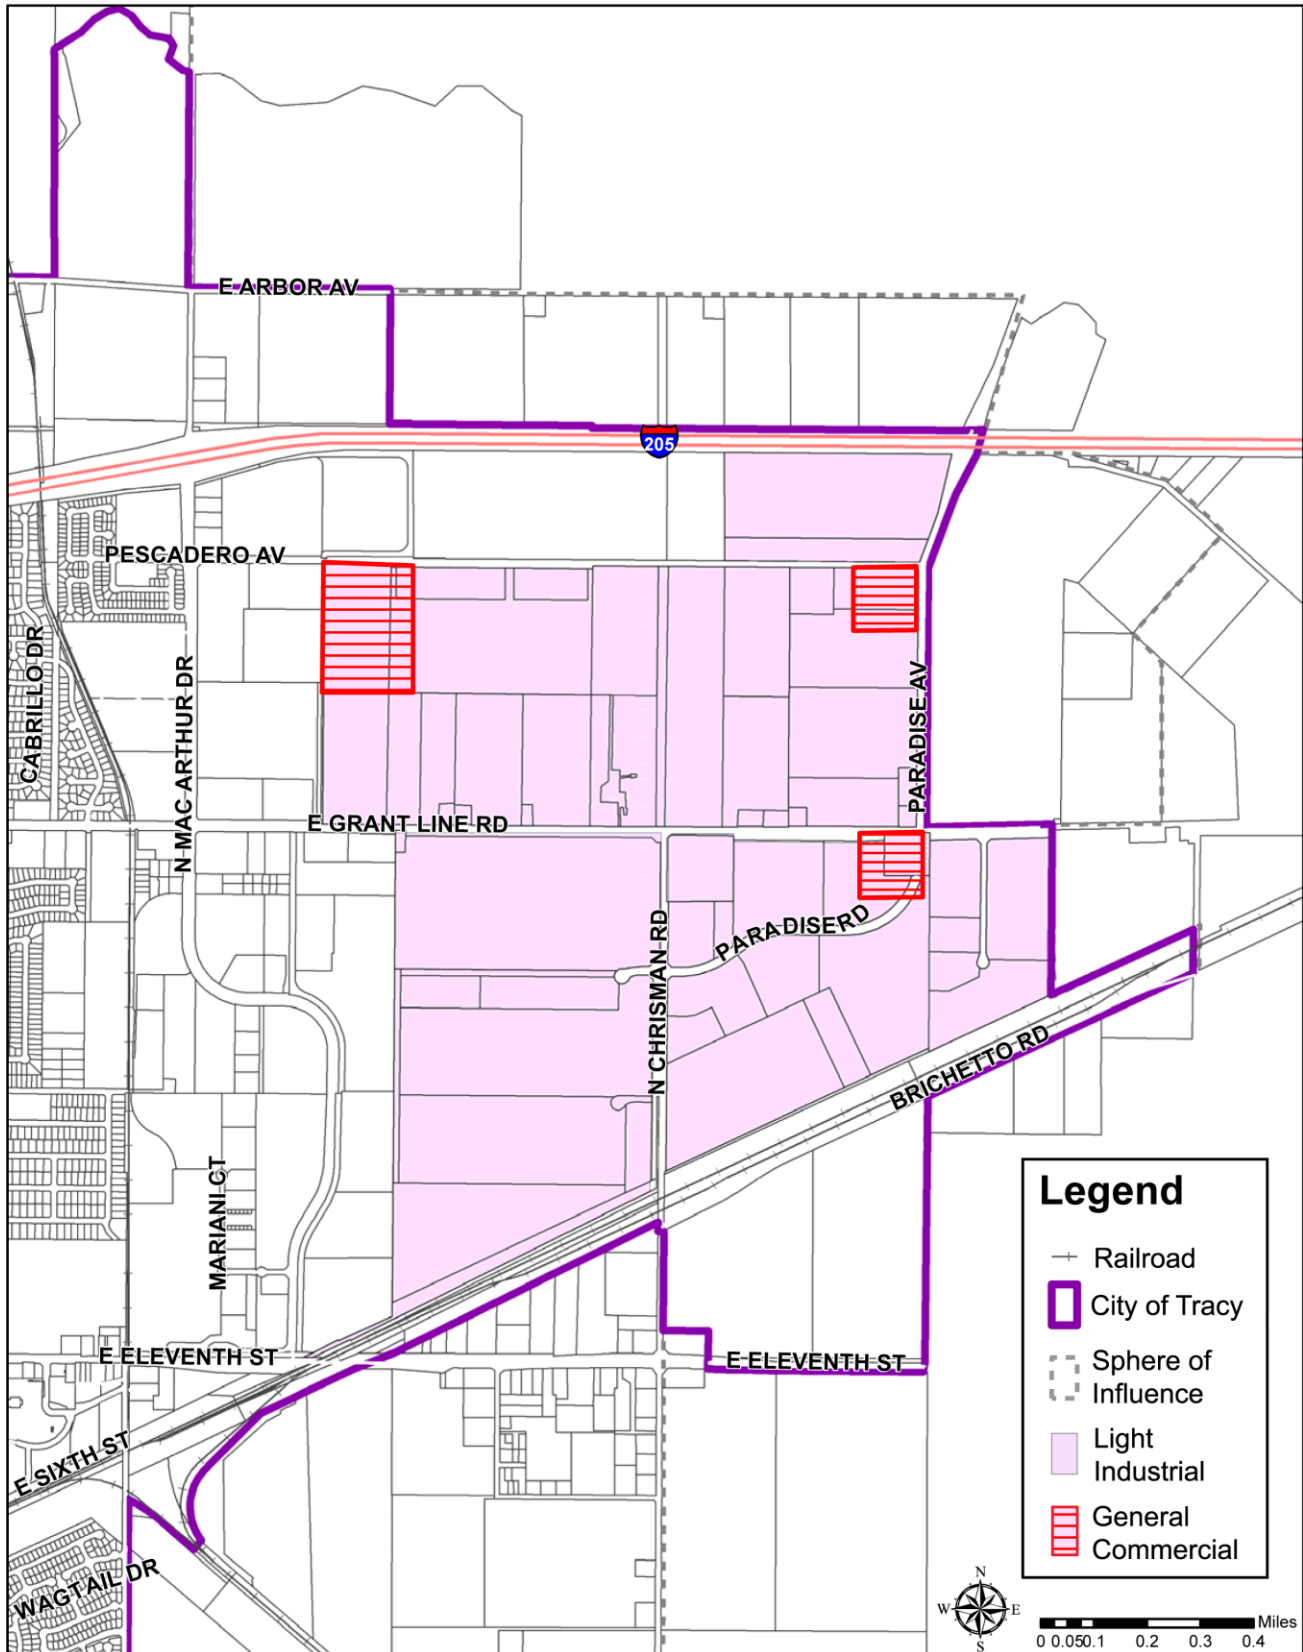 E ARBOR AV
205
PESCADERO AV
CABRILLO DR
N MAC ARTHUR DR
PARADISE AV
E GRANT LINE RD
PARADISE RD
N CHRISMAN RD
BRICHETTO RD
MARIANI CT
E ELEVENTH ST
E ELEVENTH ST
E SIXTH ST
WAGTAIL DR
Legend
Railroad
City of Tracy
Sphere of
Influence
Light
Industrial
General
Commercial
N
W E
S
Miles
0 0.050.1 0.2 0.3 0.4